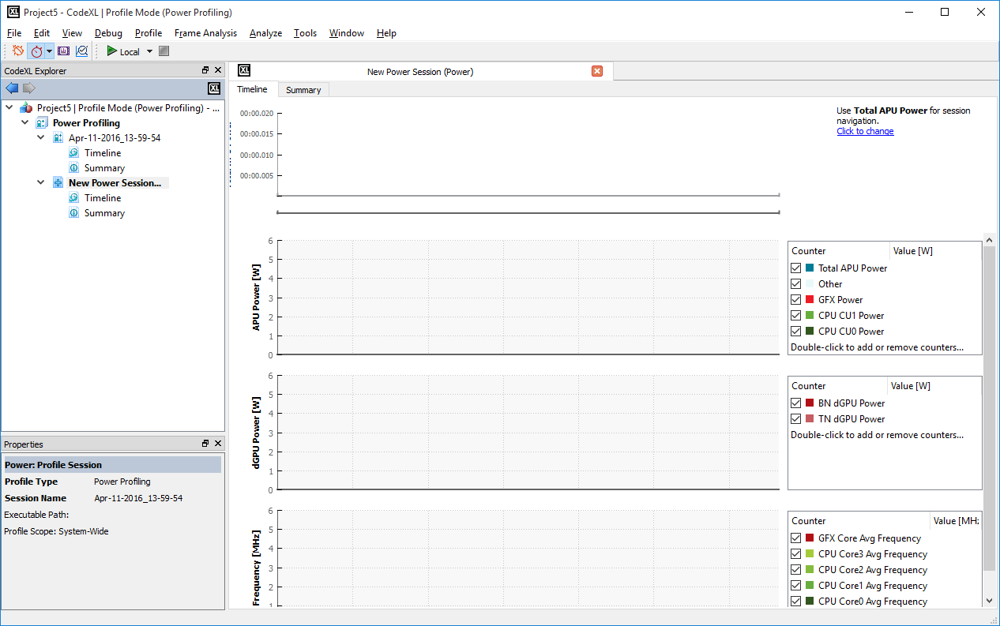 XL Project5 - CodeXL | Profile Mode (Power Profiling)
File Edit View Debug Profile Frame Analysis Analyze Tools Window Help
Local
CodeXL Explorer
XL
Project5 | Profile Mode (Power Profiling) - ...
Power Profiling
Apr-11-2016_13-59-54
Timeline
Summary
New Power Session...
Timeline
Summary
Properties
Power: Profile Session
Profile Type Power Profiling
Session Name Apr-11-2016_13-59-54
Executable Path:
Profile Scope: System-Wide
XL New Power Session (Power)
Timeline Summary
00:00.020
00:00.015
00:00.010
00:00.005
Use Total APU Power for session
navigation.
Click to change
APU Power [W]
6
5
4
3
2
1
0
Counter Value [W]
Total APU Power
Other
GFX Power
CPU CU1 Power
CPU CU0 Power
Double-click to add or remove counters...
dGPU Power [W]
6
5
4
3
2
1
0
Counter Value [W]
BN dGPU Power
TN dGPU Power
Double-click to add or remove counters...
Frequency [MHz]
6
5
4
3
2
1
Counter Value [MH:
GFX Core Avg Frequency
CPU Core3 Avg Frequency
CPU Core2 Avg Frequency
CPU Core1 Avg Frequency
CPU Core0 Avg Frequency